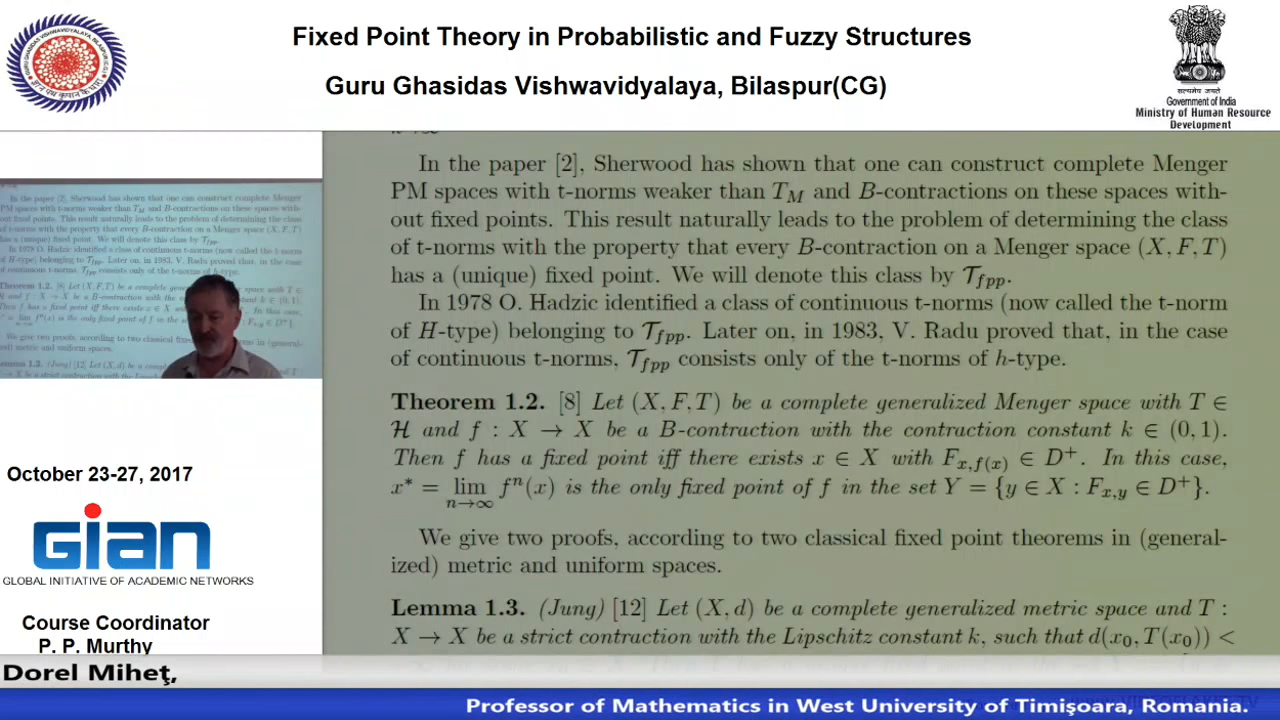 Fixed Point Theory in Probabilistic and Fuzzy Structures
Guru Ghasidas Vishwavidyalaya, Bilaspur(CG)
सत्यमेव जयते
Government of India
Ministry of Human Resource
Development
In the paper [2], Sherwood has shown that one can construct complete Menger
PM spaces with t-norms weaker than T_M and B-contractions on these spaces with-
out fixed points. This result naturally leads to the problem of determining the class
of t-norms with the property that every B-contraction on a Menger space (X, F, T)
has a (unique) fixed point. We will denote this class by 𝒯_fpp.
In 1978 O. Hadzic identified a class of continuous t-norms (now called the t-norm
of H-type) belonging to 𝒯_fpp. Later on, in 1983, V. Radu proved that, in the case
of continuous t-norms, 𝒯_fpp consists only of the t-norms of h-type.
Theorem 1.2. [8] Let (X, F, T) be a complete generalized Menger space with T ∈
ℋ and f : X → X be a B-contraction with the contraction constant k ∈ (0, 1).
Then f has a fixed point iff there exists x ∈ X with F_{x,f(x)} ∈ D⁺. In this case,
x* = lim_{n→∞} fⁿ(x) is the only fixed point of f in the set Y = {y ∈ X : F_{x,y} ∈ D⁺}.
We give two proofs, according to two classical fixed point theorems in (general-
ized) metric and uniform spaces.
Lemma 1.3. (Jung) [12] Let (X, d) be a complete generalized metric space and T :
X → X be a strict contraction with the Lipschitz constant k, such that d(x₀, T(x₀)) <
October 23-27, 2017
GIAN
GLOBAL INITIATIVE OF ACADEMIC NETWORKS
Course Coordinator
P. P. Murthy
Dorel Miheţ,
Professor of Mathematics in West University of Timişoara, Romania.